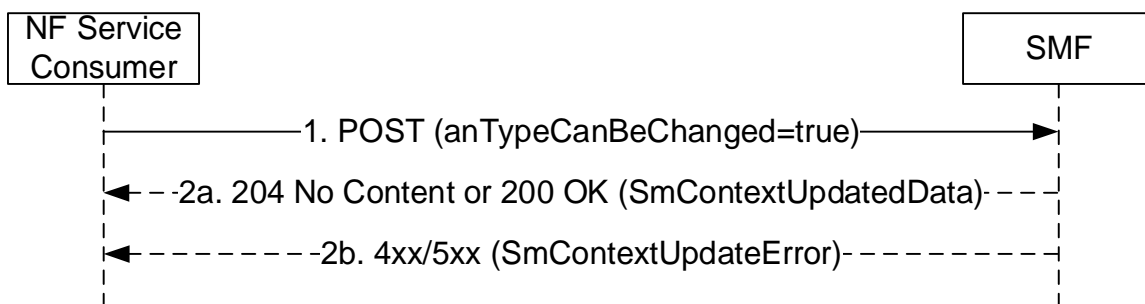 NF Service
Consumer
SMF
1. POST (anTypeCanBeChanged=true)
2a. 204 No Content or 200 OK (SmContextUpdatedData)
2b. 4xx/5xx (SmContextUpdateError)